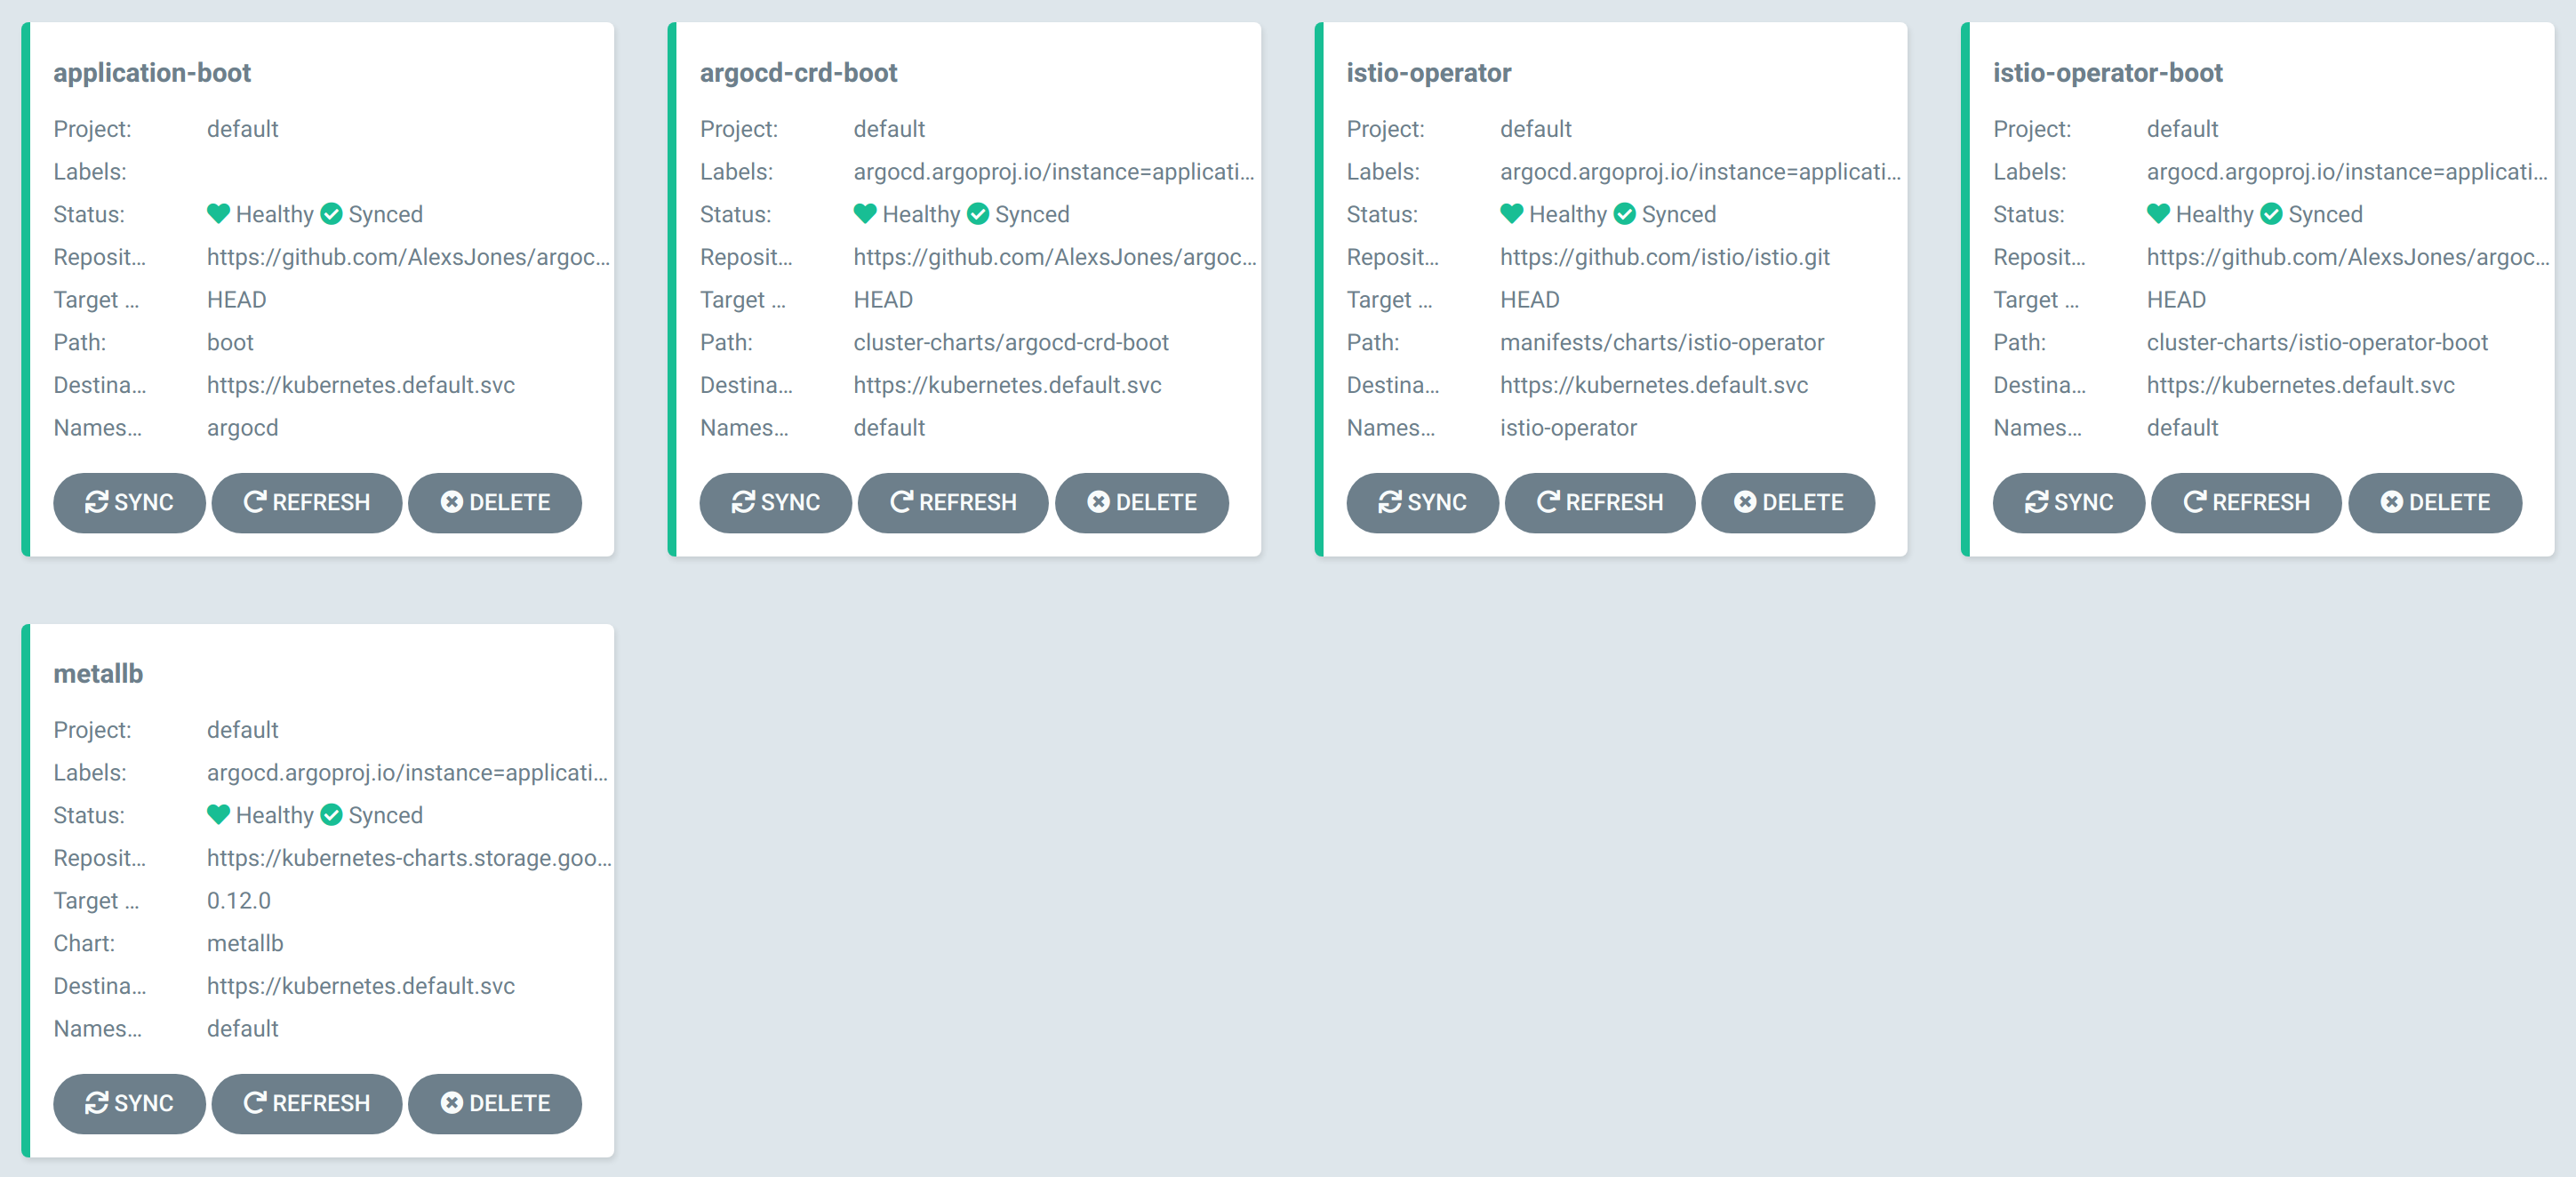 application-boot
Project: default
Labels:
Status: Healthy Synced
Reposit... https://github.com/AlexsJones/argoc...
Target ... HEAD
Path: boot
Destina... https://kubernetes.default.svc
Names... argocd
SYNC REFRESH DELETE
argocd-crd-boot
Project: default
Labels: argocd.argoproj.io/instance=applicati...
Status: Healthy Synced
Reposit... https://github.com/AlexsJones/argoc...
Target ... HEAD
Path: cluster-charts/argocd-crd-boot
Destina... https://kubernetes.default.svc
Names... default
SYNC REFRESH DELETE
istio-operator
Project: default
Labels: argocd.argoproj.io/instance=applicati...
Status: Healthy Synced
Reposit... https://github.com/istio/istio.git
Target ... HEAD
Path: manifests/charts/istio-operator
Destina... https://kubernetes.default.svc
Names... istio-operator
SYNC REFRESH DELETE
istio-operator-boot
Project: default
Labels: argocd.argoproj.io/instance=applicati...
Status: Healthy Synced
Reposit... https://github.com/AlexsJones/argoc...
Target ... HEAD
Path: cluster-charts/istio-operator-boot
Destina... https://kubernetes.default.svc
Names... default
SYNC REFRESH DELETE
metallb
Project: default
Labels: argocd.argoproj.io/instance=applicati...
Status: Healthy Synced
Reposit... https://kubernetes-charts.storage.goo...
Target ... 0.12.0
Chart: metallb
Destina... https://kubernetes.default.svc
Names... default
SYNC REFRESH DELETE